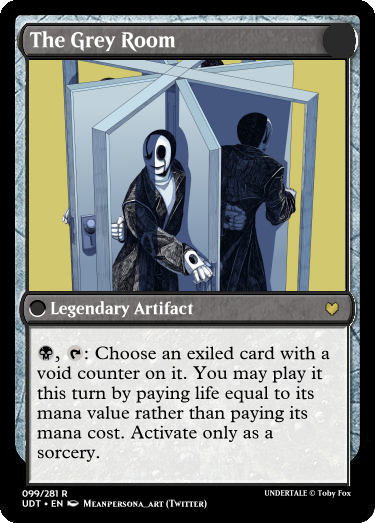 The Grey Room
Legendary Artifact
, : Choose an exiled card with a
void counter on it. You may play it
this turn by paying life equal to its
mana value rather than paying its
mana cost. Activate only as a
sorcery.
099/281 R
UDT • EN Meanpersona_art (Twitter)
UNDERTALE © Toby Fox